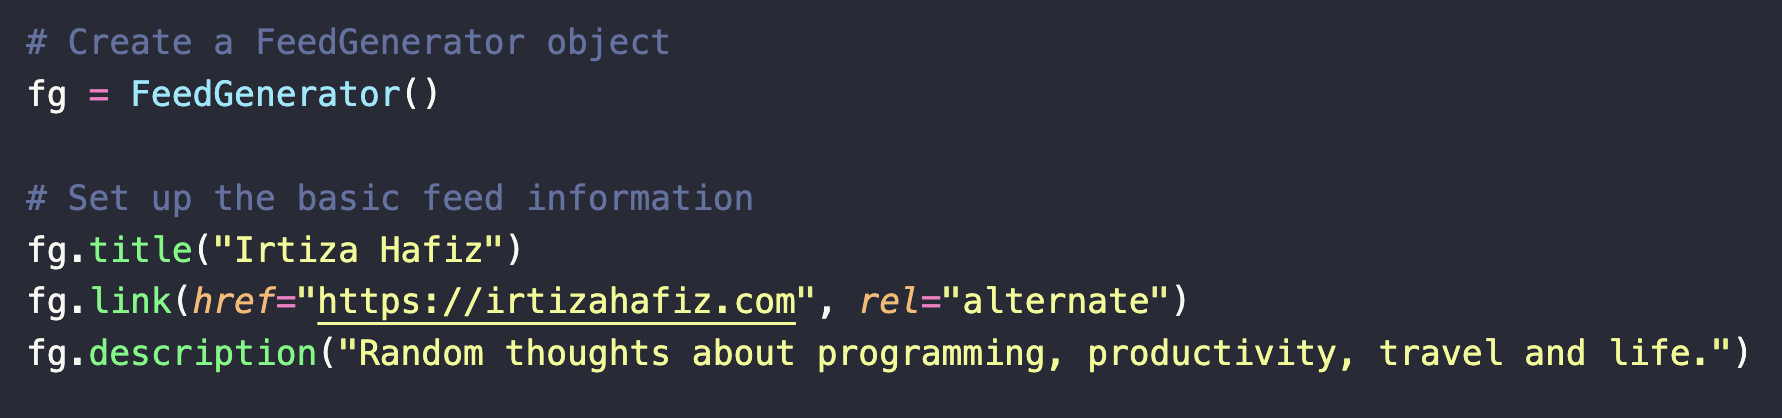 # Create a FeedGenerator object
fg = FeedGenerator()
# Set up the basic feed information
fg.title("Irtiza Hafiz")
fg.link(href="https://irtizahafiz.com", rel="alternate")
fg.description("Random thoughts about programming, productivity, travel and life.")